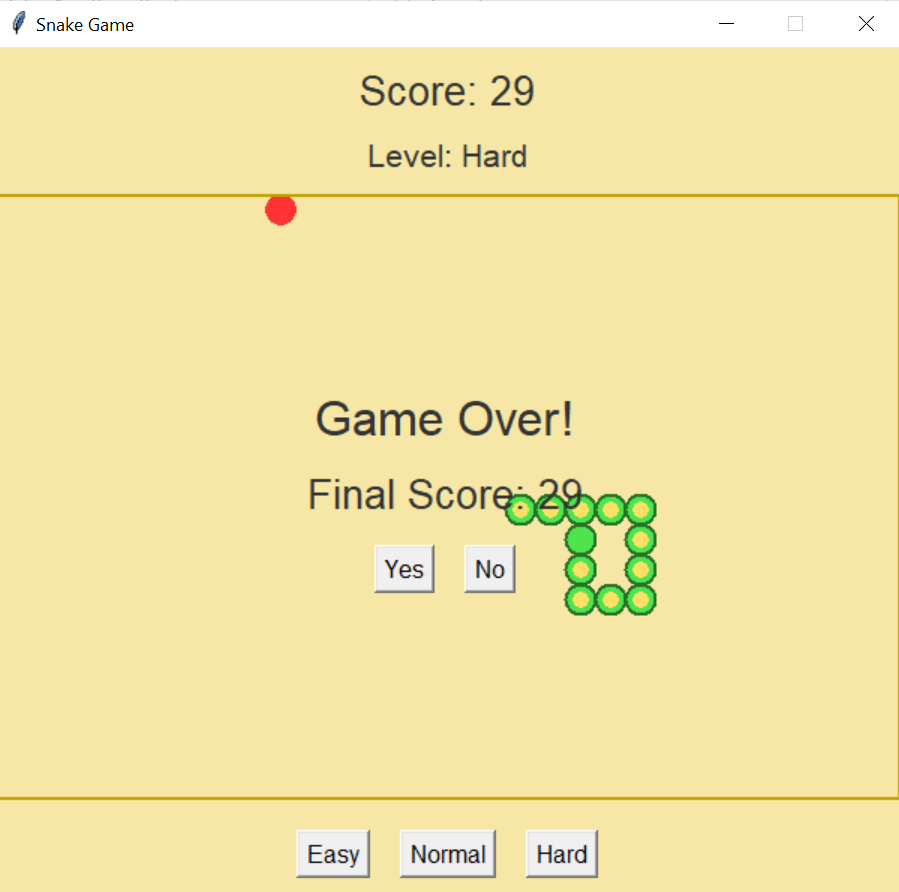 Snake Game
Score: 29
Level: Hard
Game Over!
Final Score: 29
Yes No
Easy Normal Hard